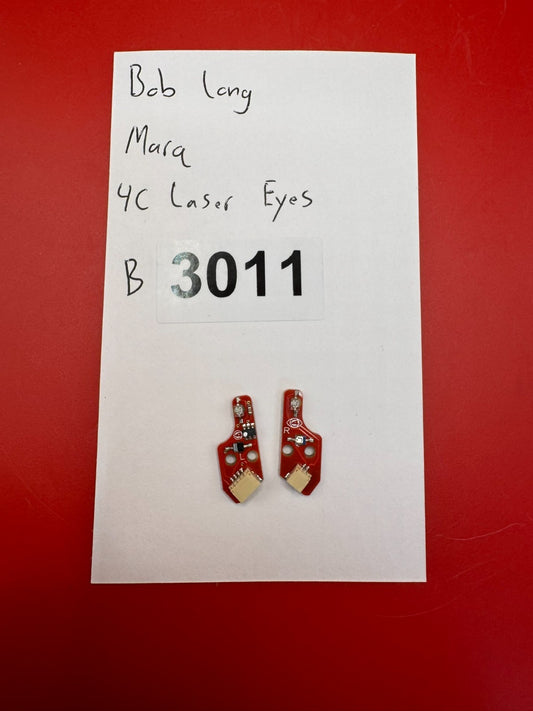 Bob Long
Mara
4C Laser Eyes
B 3011
L
R